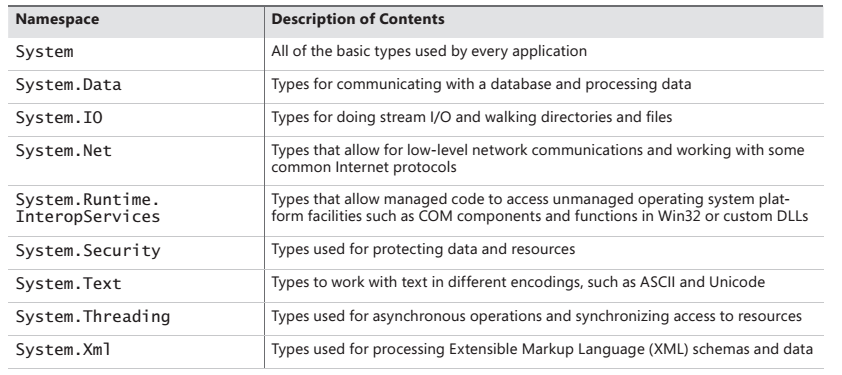 Namespace Description of Contents
System All of the basic types used by every application
System.Data Types for communicating with a database and processing data
System.IO Types for doing stream I/O and walking directories and files
System.Net Types that allow for low-level network communications and working with some
common Internet protocols
System.Runtime. Types that allow managed code to access unmanaged operating system plat-
InteropServices form facilities such as COM components and functions in Win32 or custom DLLs
System.Security Types used for protecting data and resources
System.Text Types to work with text in different encodings, such as ASCII and Unicode
System.Threading Types used for asynchronous operations and synchronizing access to resources
System.Xml Types used for processing Extensible Markup Language (XML) schemas and data